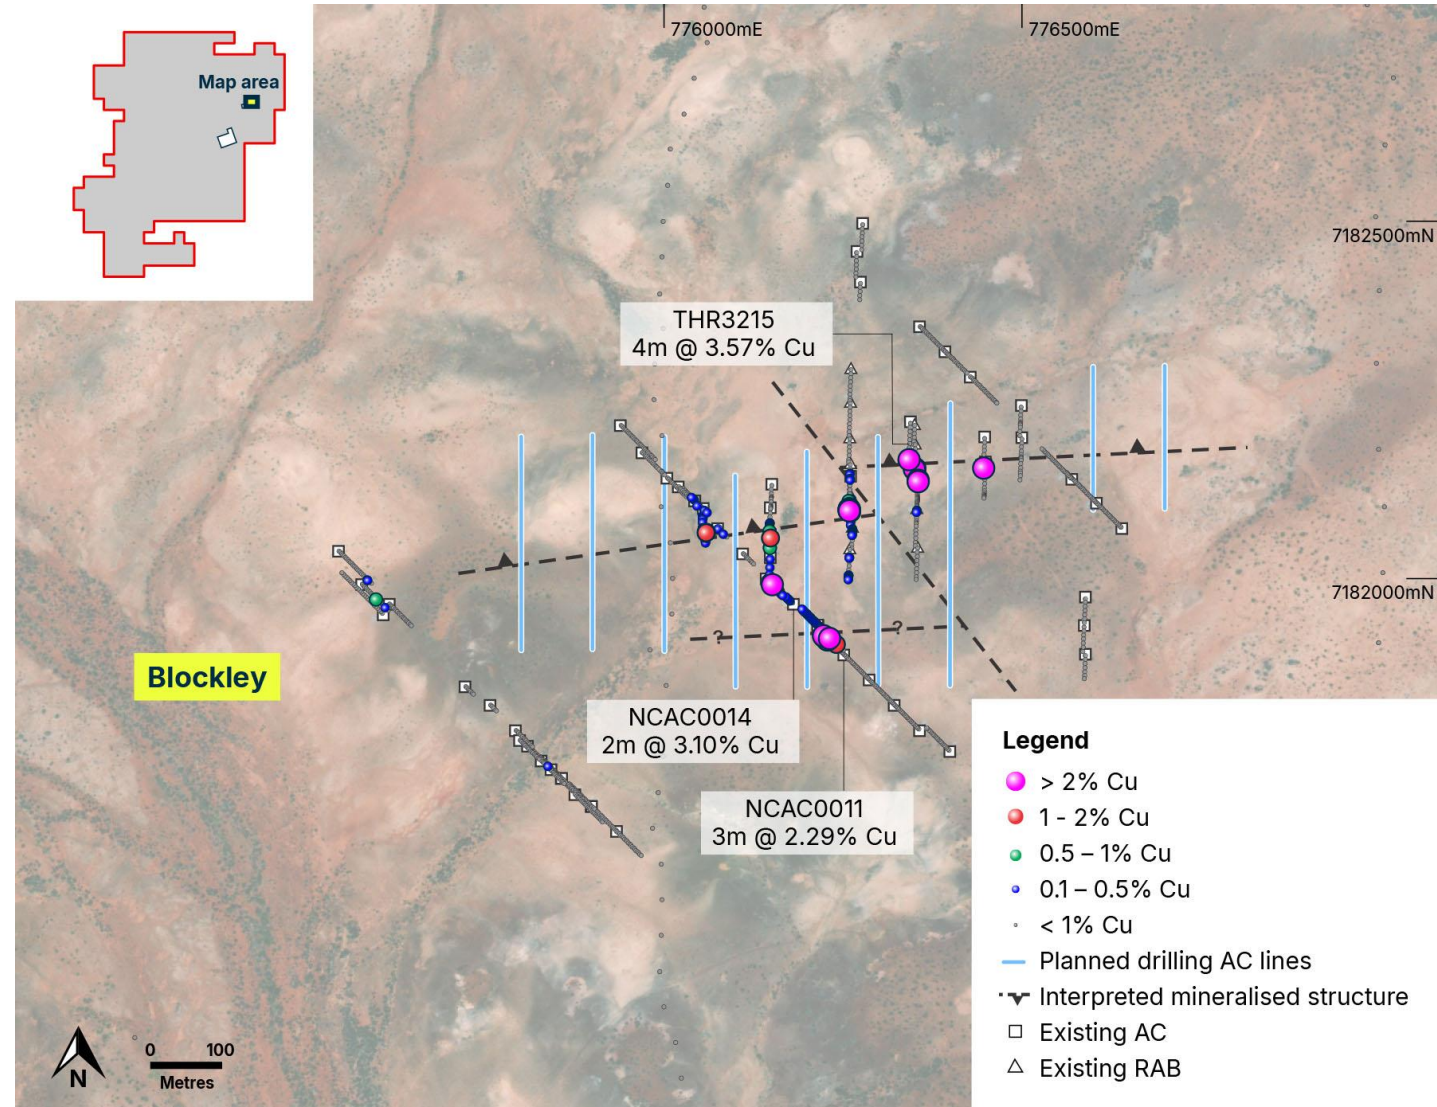 Map area
776000mE
776500mE
7182500mN
THR3215
4m @ 3.57% Cu
7182000mN
?
?
Blockley
NCAC0014
2m @ 3.10% Cu
NCAC0011
3m @ 2.29% Cu
Legend
> 2% Cu
1 - 2% Cu
0.5 – 1% Cu
0.1 – 0.5% Cu
< 1% Cu
Planned drilling AC lines
Interpreted mineralised structure
Existing AC
Existing RAB
N
0 100
Metres